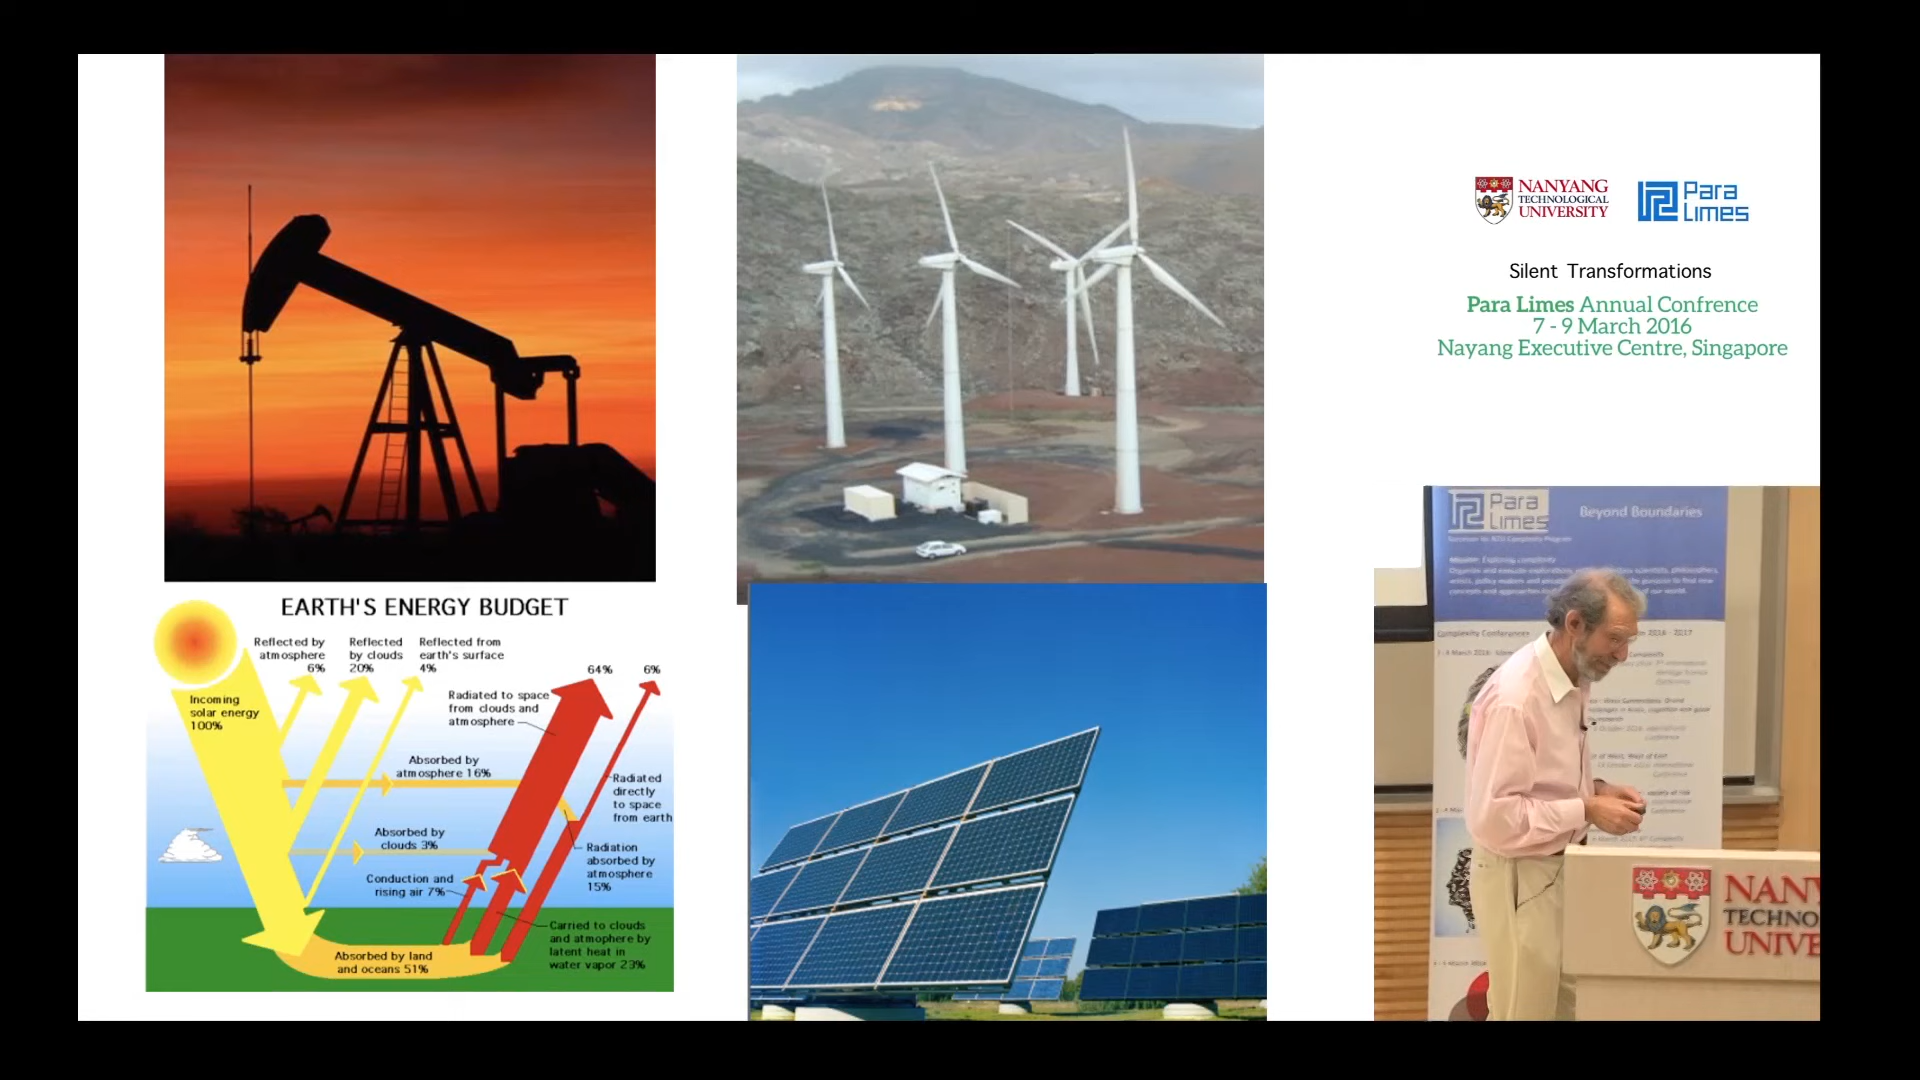 EARTH'S ENERGY BUDGET
Reflected by
atmosphere
6%
Reflected
by clouds
20%
Reflected from
earth's surface
4%
64%
6%
Incoming
solar energy
100%
Radiated to space
from clouds and
atmosphere
Absorbed by
atmosphere 16%
Radiated
directly
to space
from earth
Absorbed by
clouds 3%
Radiation
absorbed by
atmosphere
15%
Conduction and
rising air 7%
Carried to clouds
and atmophere by
latent heat in
water vapor 23%
Absorbed by land
and oceans 51%
NANYANG
TECHNOLOGICAL
UNIVERSITY
Para
Limes
Silent Transformations
Para Limes Annual Confrence
7 - 9 March 2016
Nayang Executive Centre, Singapore
Para
Limes
Beyond Boundaries
Complexity Conferences
NANY
TECHNO
UNIVE